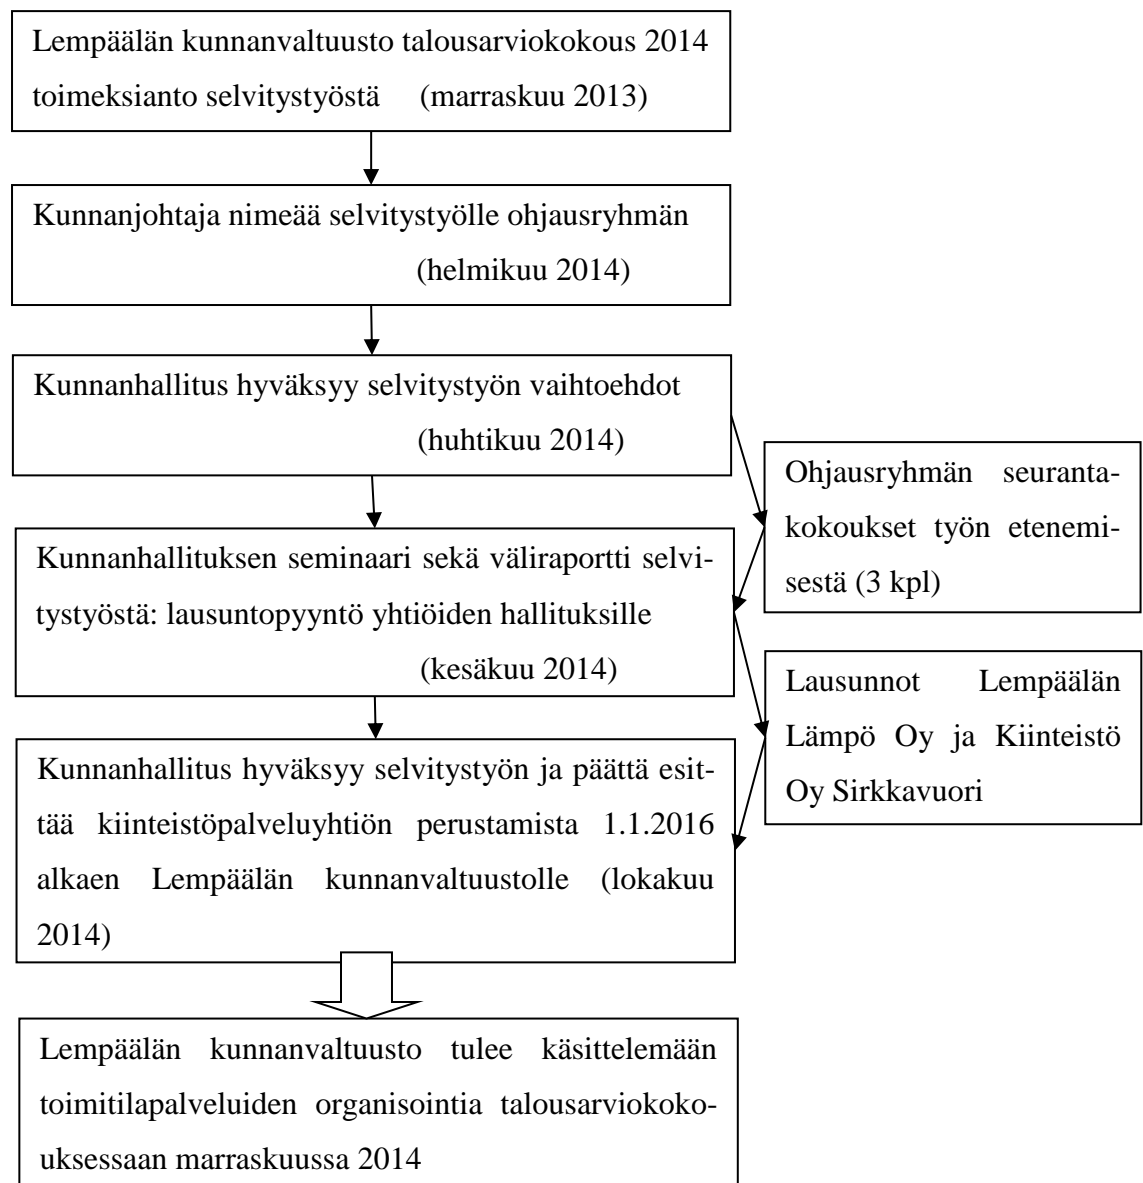 Lempäälän kunnanvaltuusto talousarviokokous 2014
toimeksianto selvitystyöstä (marraskuu 2013)
Kunnanjohtaja nimeää selvitystyölle ohjausryhmän
(helmikuu 2014)
Kunnanhallitus hyväksyy selvitystyön vaihtoehdot
(huhtikuu 2014)
Ohjausryhmän seuranta-
kokoukset työn etenemi-
sestä (3 kpl)
Kunnanhallituksen seminaari sekä väliraportti selvi-
tystyöstä: lausuntopyyntö yhtiöiden hallituksille
(kesäkuu 2014)
Lausunnot Lempäälän
Lämpö Oy ja Kiinteistö
Oy Sirkkavuori
Kunnanhallitus hyväksyy selvitystyön ja päättä esit-
tää kiinteistöpalveluyhtiön perustamista 1.1.2016
alkaen Lempäälän kunnanvaltuustolle (lokakuu
2014)
Lempäälän kunnanvaltuusto tulee käsittelemään
toimitilapalveluiden organisointia talousarviokoko-
uksessaan marraskuussa 2014